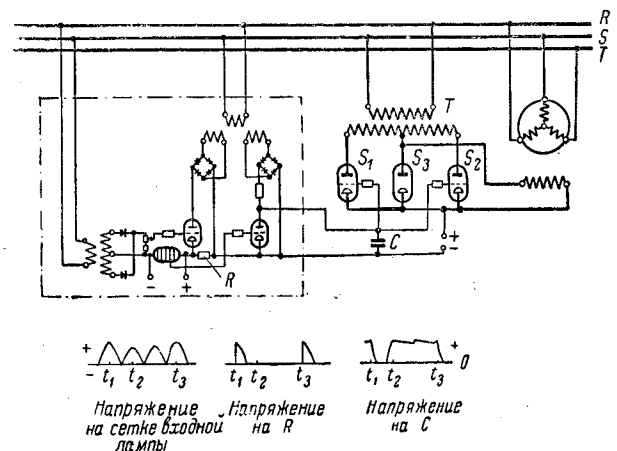 R
S
T
T
S₁ S₃ S₂
C
+
−
− +
R
+
− t₁ t₂ t₃
t₁ t₂ t₃
+
t₁ t₂ t₃ 0
Напряжение
на сетке входной
лампы
Напряжение
на R
Напряжение
на C